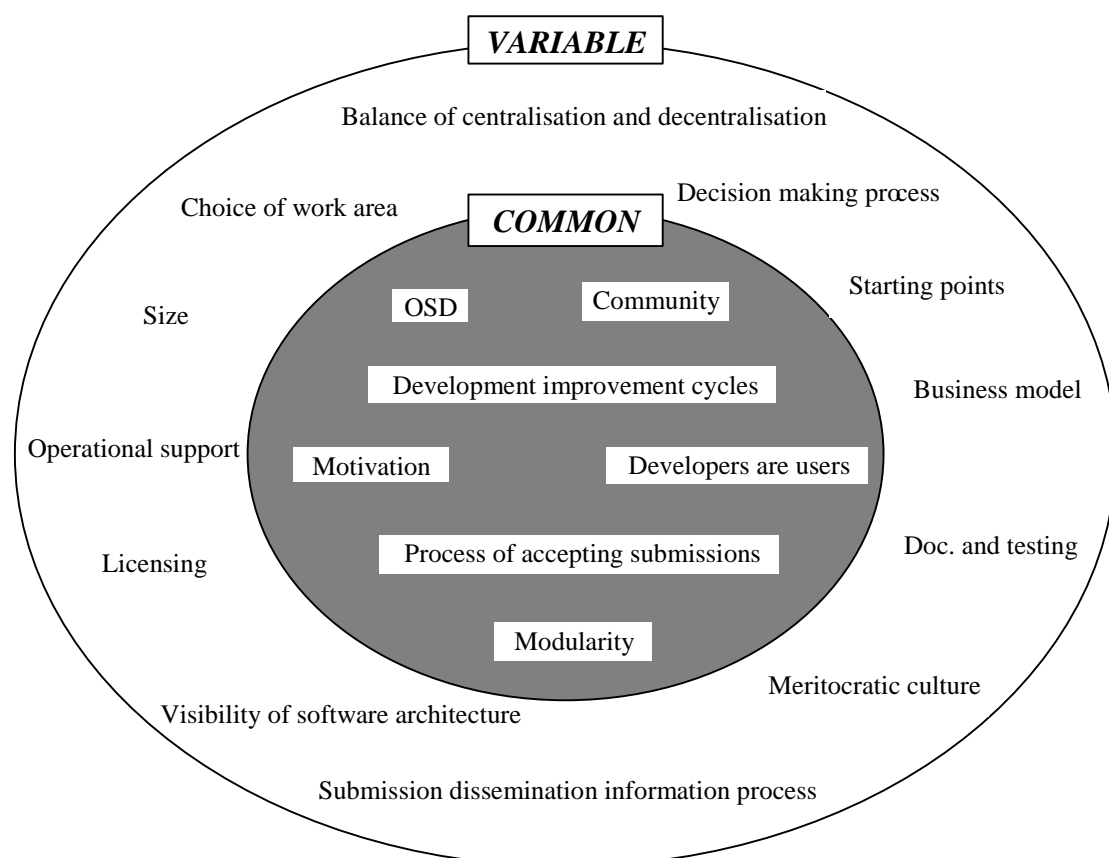 VARIABLE
Balance of centralisation and decentralisation
Choice of work area
Decision making process
COMMON
Size
OSD
Community
Starting points
Development improvement cycles
Business model
Operational support
Motivation
Developers are users
Licensing
Process of accepting submissions
Doc. and testing
Modularity
Meritocratic culture
Visibility of software architecture
Submission dissemination information process